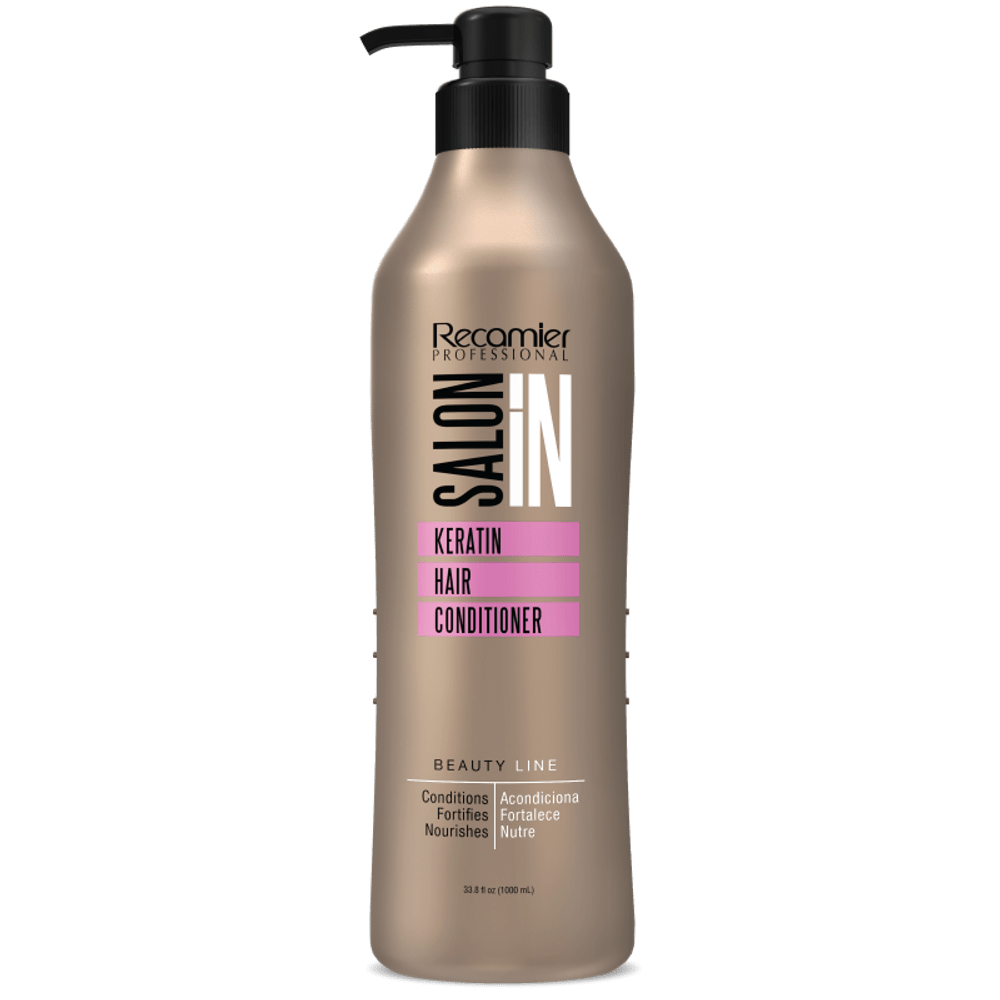 Recamier
PROFESSIONAL
SALON
iN
KERATIN
HAIR
CONDITIONER
BEAUTY LINE
Conditions
Fortifies
Nourishes
Acondiciona
Fortalece
Nutre
33.8 fl oz (1000 mL)